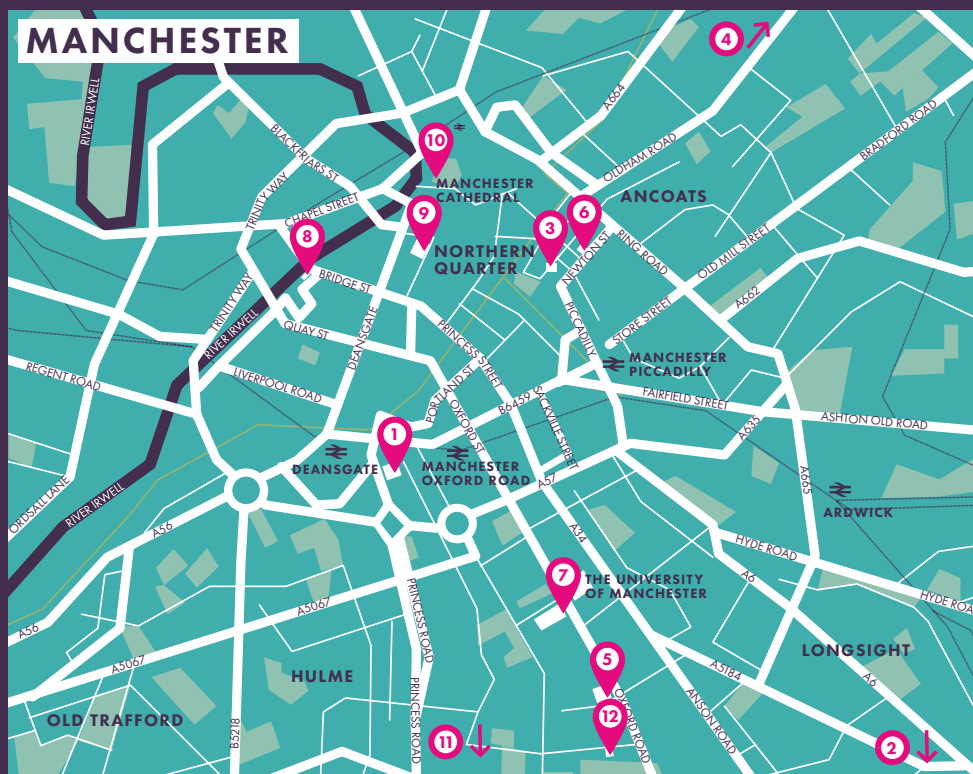 MANCHESTER
4
RIVER IRWELL
A664
BRADFORD ROAD
BLACKFRIARS ST
10
OLDHAM ROAD
MANCHESTER
CATHEDRAL
ANCOATS
TRINITY WAY
CHAPEL STREET
9
6
3
8
NORTHERN
QUARTER
NEWTON ST
RING ROAD
OLD MILL STREET
BRIDGE ST
TRINITY WAY
RIVER IRWELL
A662
QUAY ST
DEANSGATE
PRINCESS STREET
PICCADILLY
STORE STREET
MANCHESTER
PICCADILLY
REGENT ROAD
LIVERPOOL ROAD
PORTLAND ST
OXFORD ST
B6459
SACKVILLE STREET
FAIRFIELD STREET
A635
ASHTON OLD ROAD
1
DEANSGATE
MANCHESTER
OXFORD ROAD
A57
A665
ORDSALL LANE
RIVER IRWELL
A56
A34
ARDWICK
HYDE ROAD
7
THE UNIVERSITY
OF MANCHESTER
A6
HYDE ROA
A5067
A56
PRINCESS ROAD
LONGSIGHT
A5067
5
A5184
A6
HULME
OLD TRAFFORD
B5218
PRINCESS ROAD
OXFORD ROAD
ANSON ROAD
12
11
2